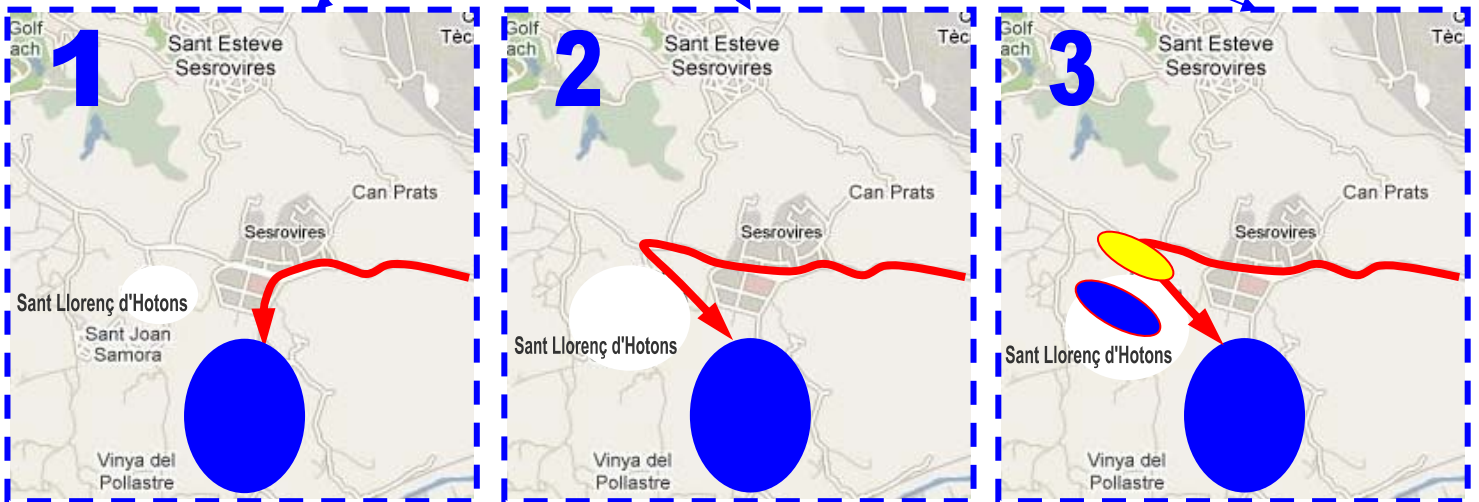 Golf
ach
1
Sant Esteve
Sesrovires
C
Tèc
Can Prats
Sesrovires
Sant Llorenç d'Hotons
Sant Joan
Samora
Vinya del
Pollastre
Golf
ach
2
Sant Esteve
Sesrovires
C
Tèc
Can Prats
Sesrovires
Sant Llorenç d'Hotons
Vinya del
Pollastre
Golf
ach
3
Sant Esteve
Sesrovires
C
Tèc
Can Prats
Sesrovires
Sant Llorenç d'Hotons
Vinya del
Pollastre